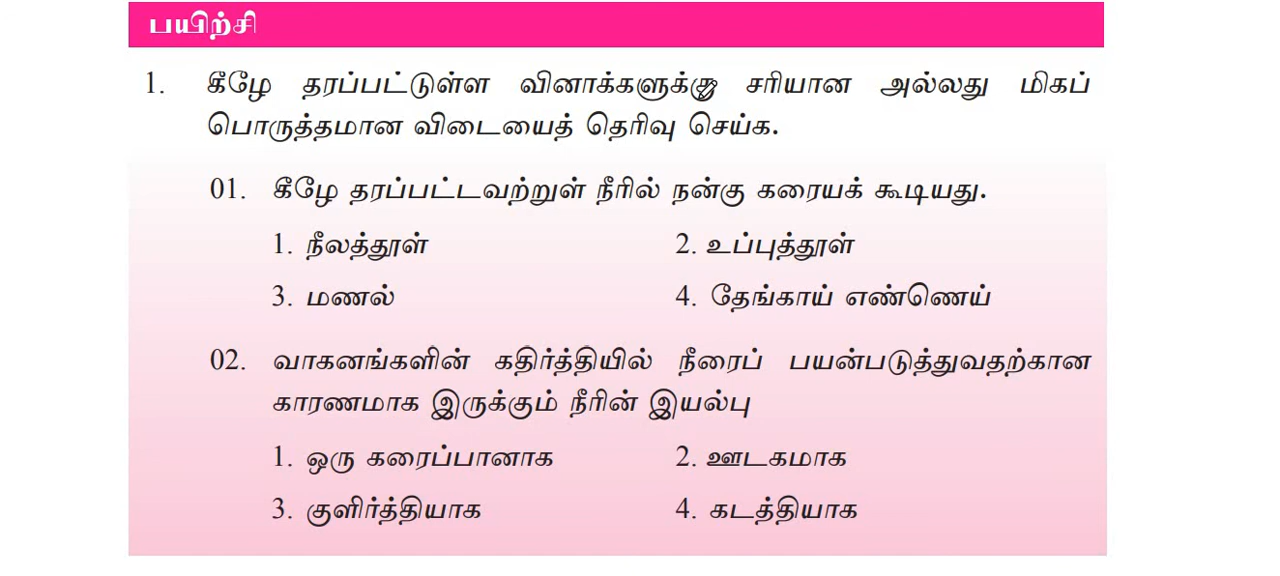 பயிற்சி
1. கீழே தரப்பட்டுள்ள வினாக்களுக்கு சரியான அல்லது மிகப்
பொருத்தமான விடையைத் தெரிவு செய்க.
01. கீழே தரப்பட்டவற்றுள் நீரில் நன்கு கரையக் கூடியது.
1. நீலத்தூள் 2. உப்புத்தூள்
3. மணல் 4. தேங்காய் எண்ணெய்
02. வாகனங்களின் கதிர்த்தியில் நீரைப் பயன்படுத்துவதற்கான
காரணமாக இருக்கும் நீரின் இயல்பு
1. ஒரு கரைப்பானாக 2. ஊடகமாக
3. குளிர்த்தியாக 4. கடத்தியாக